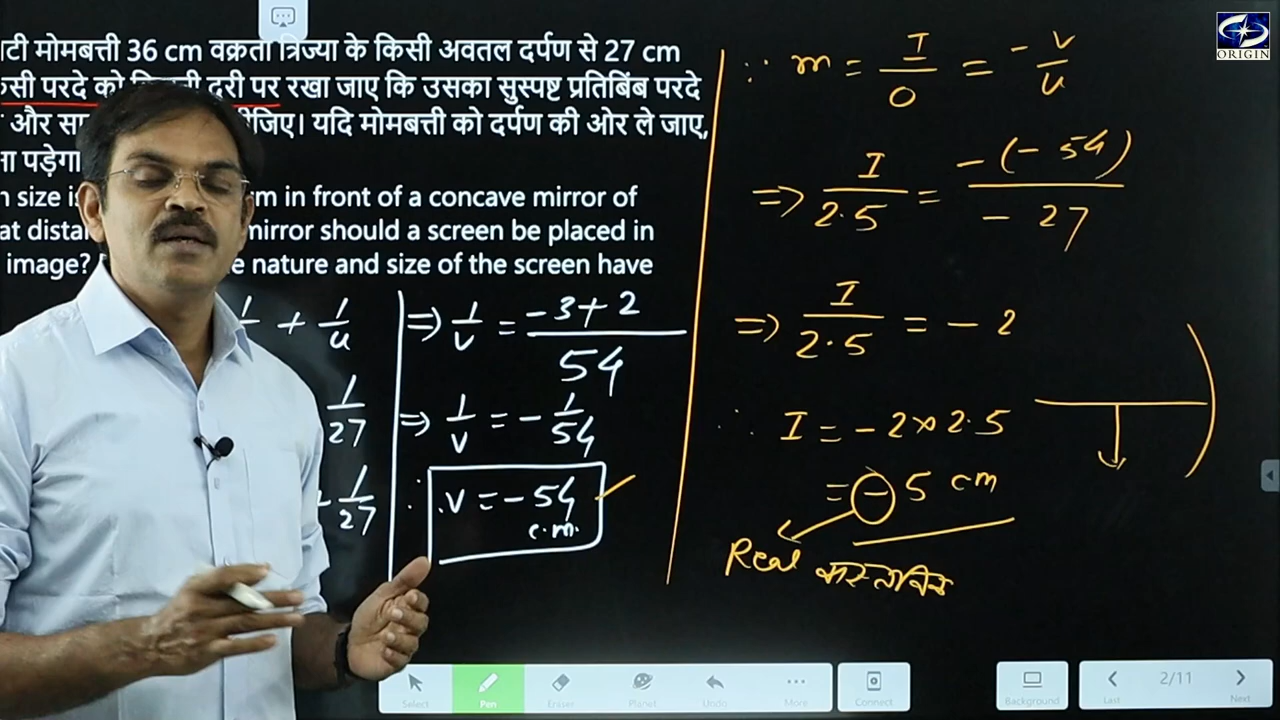 मोमबत्ती 36 cm वक्रता त्रिज्या के किसी अवतल दर्पण से 27 cm
परदे को दूरी पर रखा जाए कि उसका सुस्पष्ट प्रतिबिंब परदे
और कीजिए। यदि मोमबत्ती को दर्पण की ओर ले जाए,
पड़ेगा
size in front of a concave mirror of
mirror should a screen be placed in
image? nature and size of the screen have
+ 1/u
1/27
1/27
⇒ 1/v = -3+2/54
⇒ 1/v = - 1/54
∴ v = - 54
c.m.
∵ m = I/O = - v/u
⇒ I/2.5 = -(-54)/- 27
⇒ I/2.5 = - 2
∴ I = - 2 × 2.5
= - 5 cm
Real वास्तविक
ORIGIN
Select Pen Eraser Planet Undo More Connect Background Last 2/11 Next